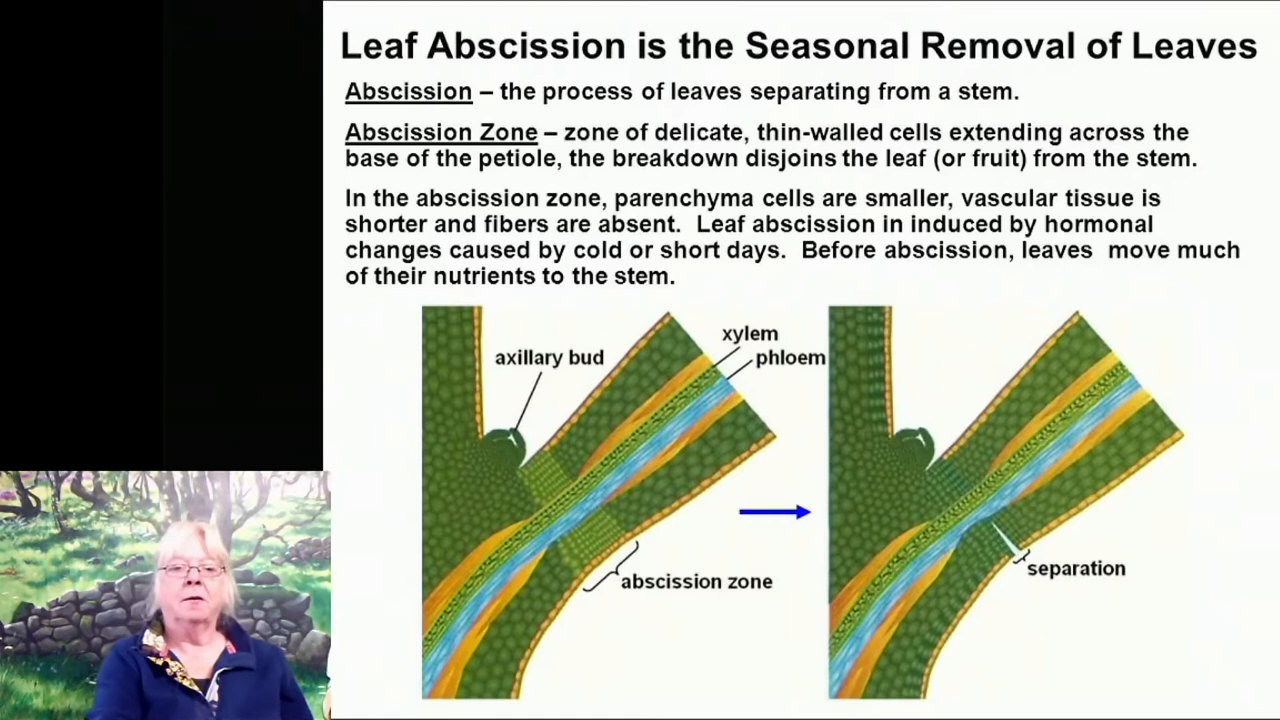 Leaf Abscission is the Seasonal Removal of Leaves
Abscission – the process of leaves separating from a stem.
Abscission Zone – zone of delicate, thin-walled cells extending across the
base of the petiole, the breakdown disjoins the leaf (or fruit) from the stem.
In the abscission zone, parenchyma cells are smaller, vascular tissue is
shorter and fibers are absent.  Leaf abscission in induced by hormonal
changes caused by cold or short days.  Before abscission, leaves  move much
of their nutrients to the stem.
xylem
axillary bud
phloem
abscission zone
separation